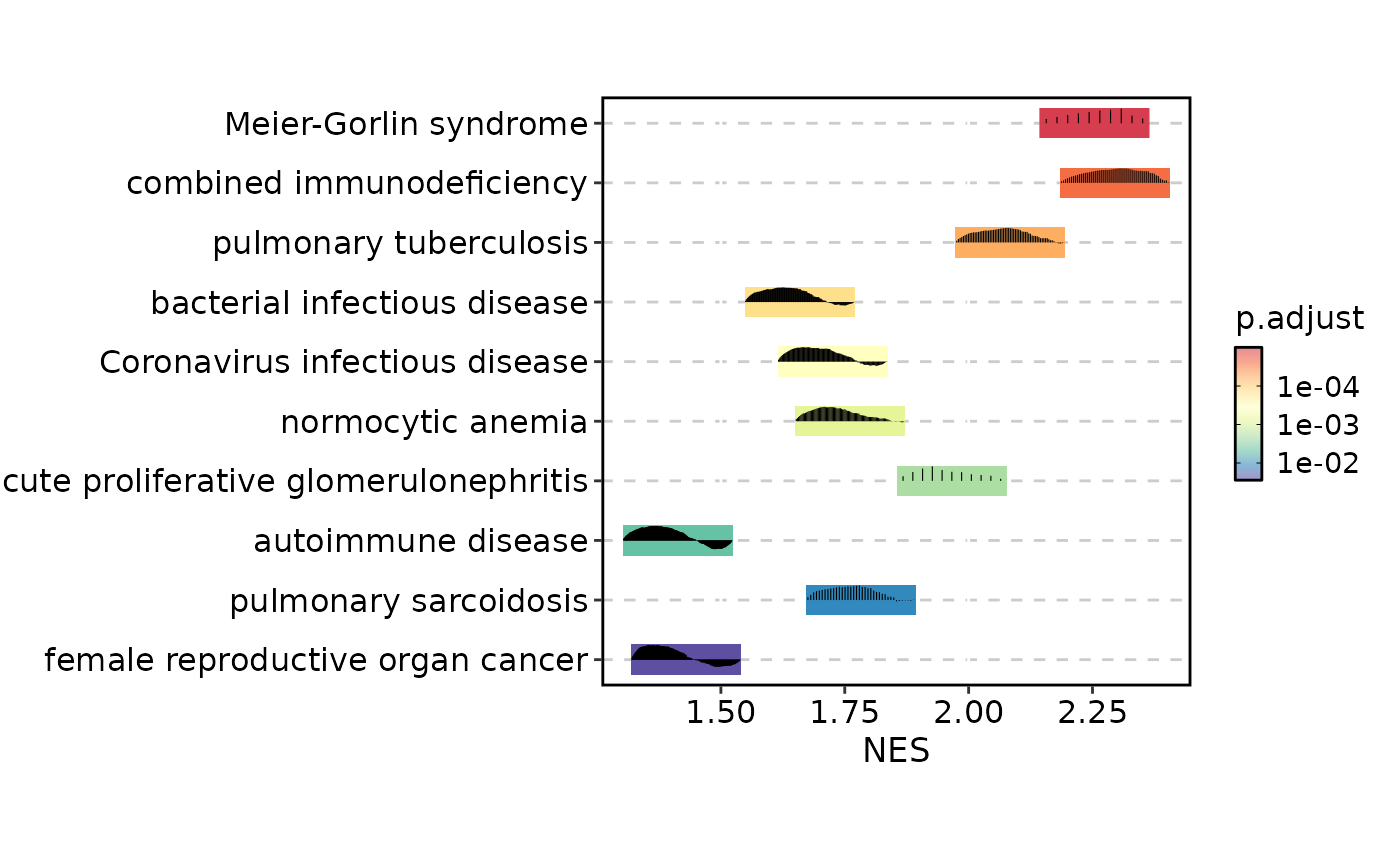 Meier-Gorlin syndrome
combined immunodeficiency
pulmonary tuberculosis
bacterial infectious disease
Coronavirus infectious disease
normocytic anemia
cute proliferative glomerulonephritis
autoimmune disease
pulmonary sarcoidosis
female reproductive organ cancer
1.50 1.75 2.00 2.25
NES
p.adjust
1e-04
1e-03
1e-02